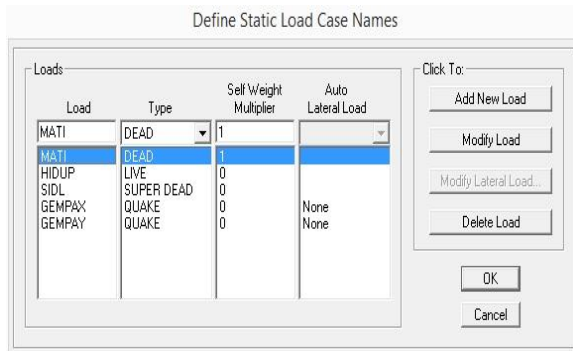 Define Static Load Case Names
Loads
Click To:
Load Type Self Weight Multiplier Auto Lateral Load
MATI DEAD 1
MATI DEAD 1
HIDUP LIVE 0
SIDL SUPER DEAD 0
GEMPAX QUAKE 0 None
GEMPAY QUAKE 0 None
Add New Load
Modify Load
Modify Lateral Load...
Delete Load
OK
Cancel